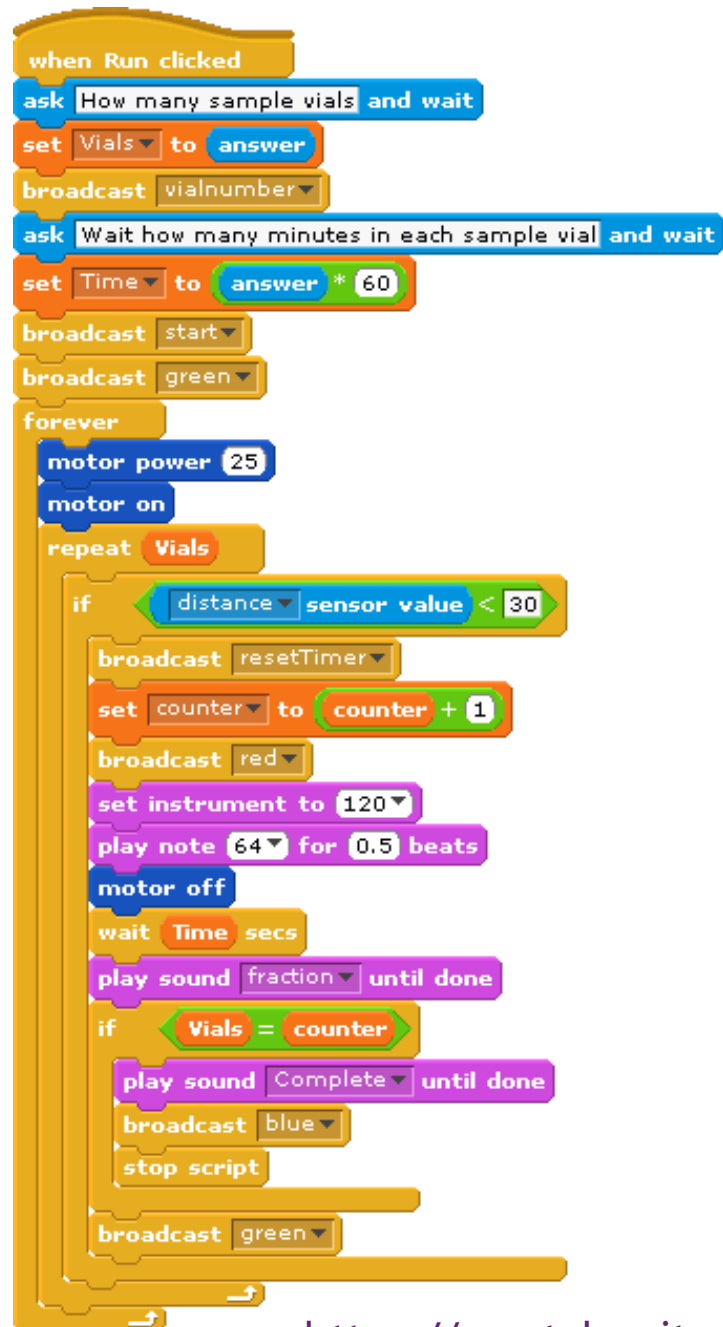 when Run clicked
ask How many sample vials and wait
set Vials to answer
broadcast vialnumber
ask Wait how many minutes in each sample vial and wait
set Time to answer * 60
broadcast start
broadcast green
forever
motor power 25
motor on
repeat Vials
if distance sensor value < 30
broadcast resetTimer
set counter to counter + 1
broadcast red
set instrument to 120
play note 64 for 0.5 beats
motor off
wait Time secs
play sound fraction until done
if Vials = counter
play sound Complete until done
broadcast blue
stop script
broadcast green